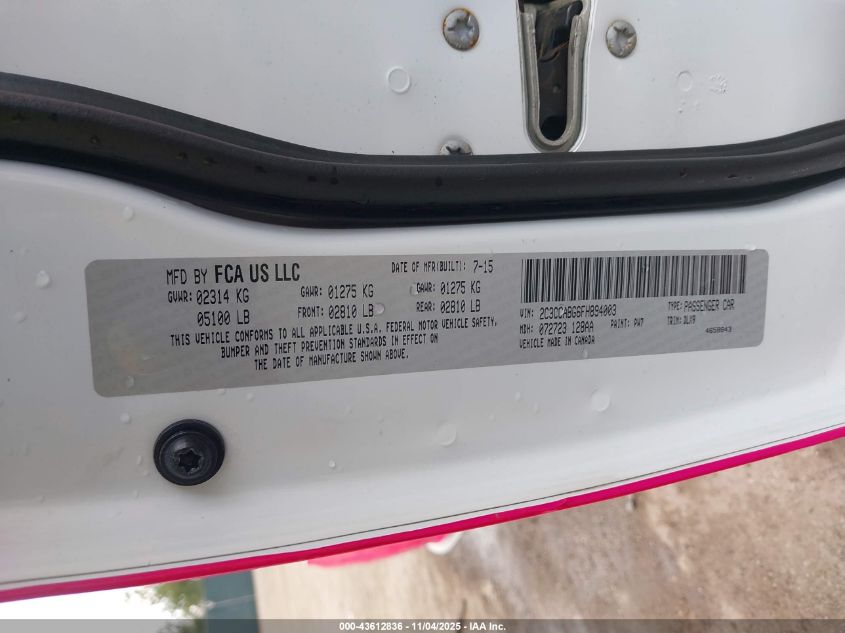 MFD BY FCA US LLC
DATE OF MFR(BUILT): 7-15
GVWR: 02314 KG
GAWR: 01275 KG
GAWR: 01275 KG
05100 LB
FRONT: 02810 LB
REAR: 02810 LB
THIS VEHICLE CONFORMS TO ALL APPLICABLE U.S.A. FEDERAL MOTOR VEHICLE SAFETY,
BUMPER AND THEFT PREVENTION STANDARDS IN EFFECT ON
THE DATE OF MANUFACTURE SHOWN ABOVE.
VIN: 2C3CCABG6FH894003
TYPE: PASSENGER CAR
MDH: 072723 128AA
PAINT: PW7
TRIM: DLX9
VEHICLE MADE IN CANADA
4658843
000-43612836 - 11/04/2025 - IAA Inc.